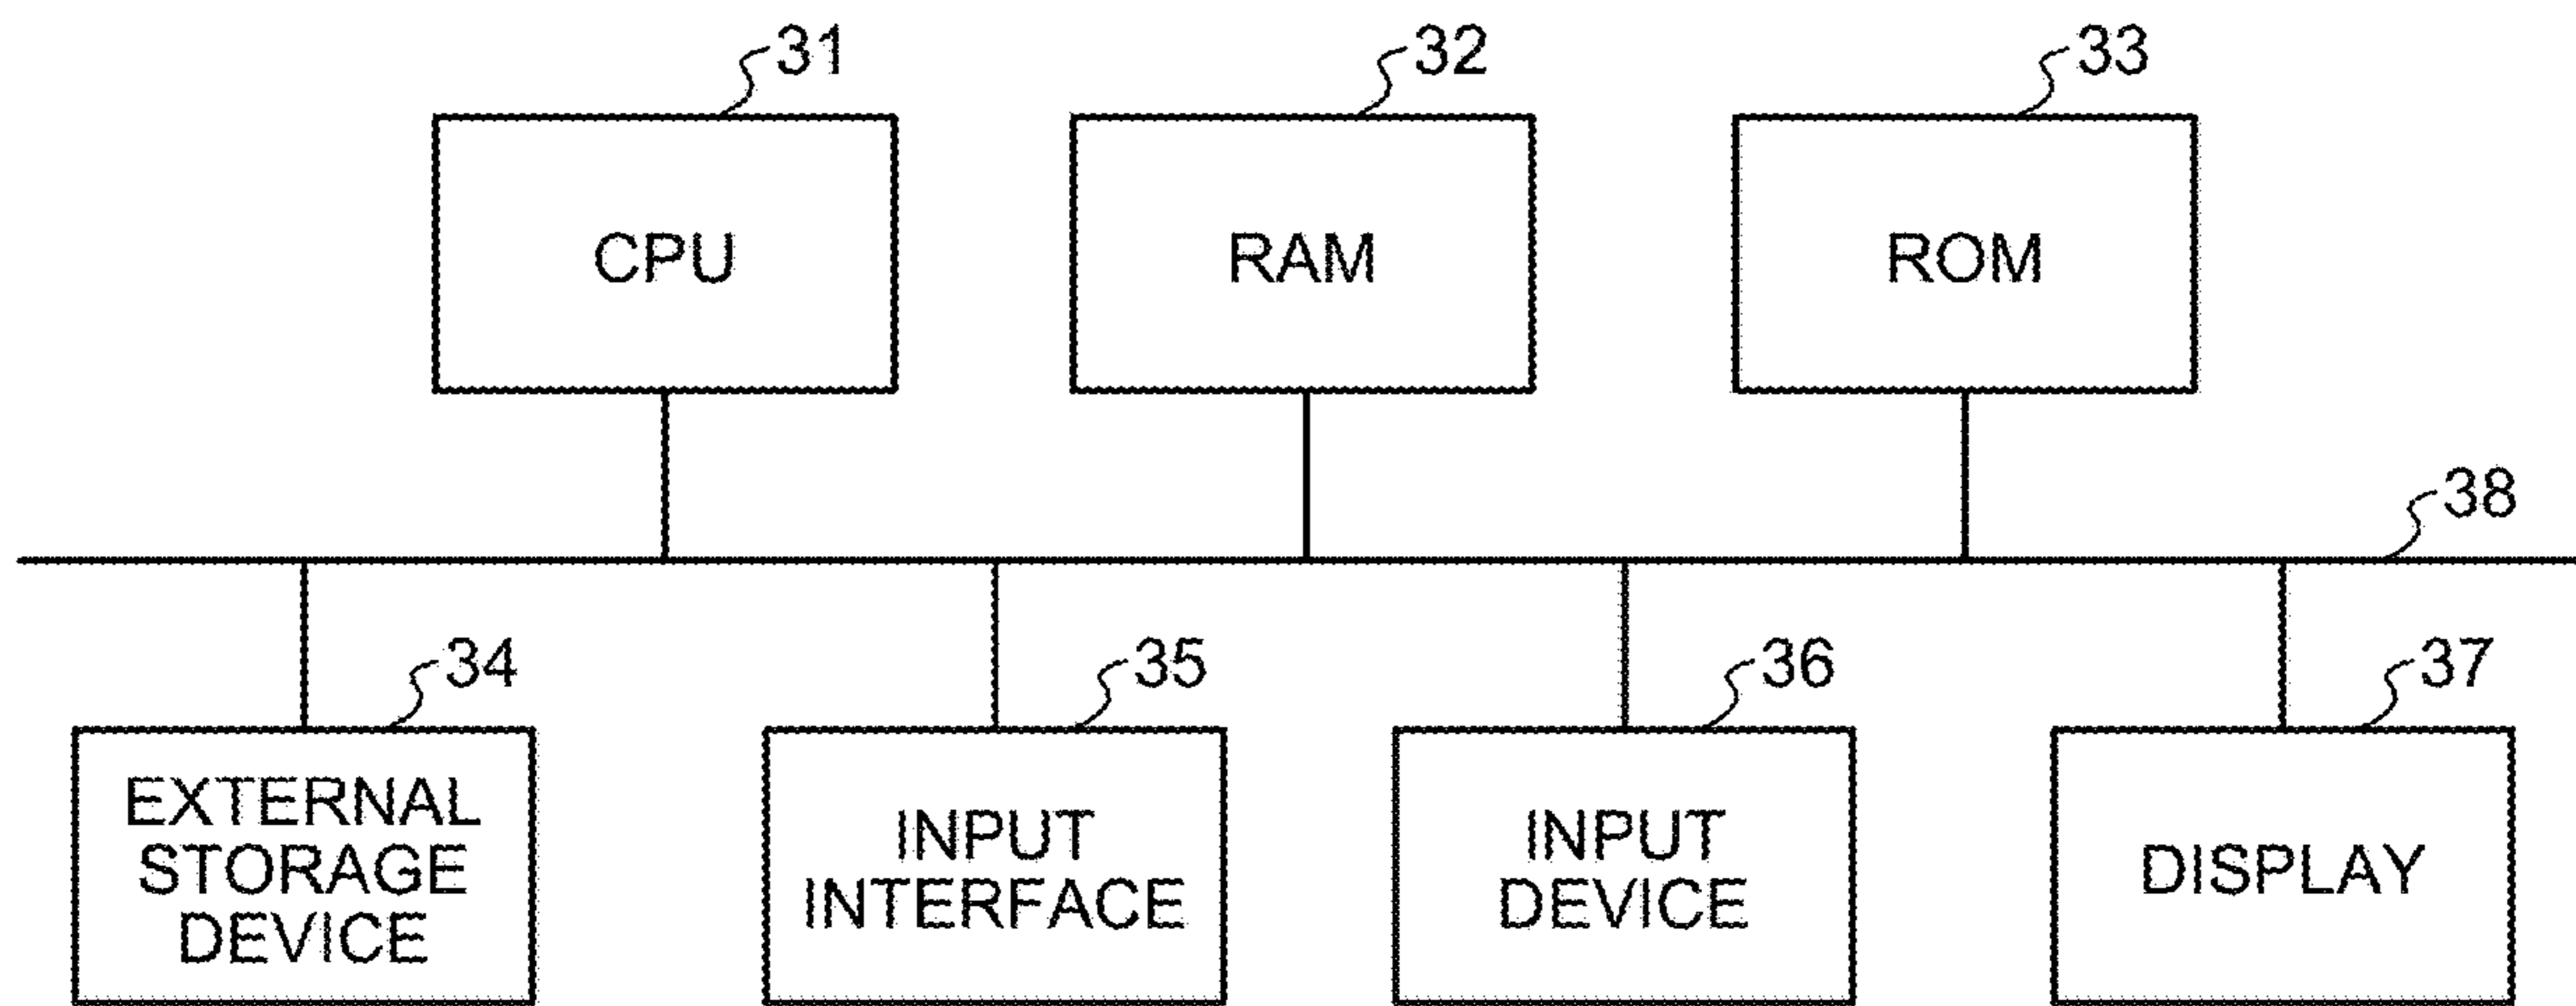 31
32
33
CPU
RAM
ROM
38
34
35
36
37
EXTERNAL
STORAGE
DEVICE
INPUT
INTERFACE
INPUT
DEVICE
DISPLAY